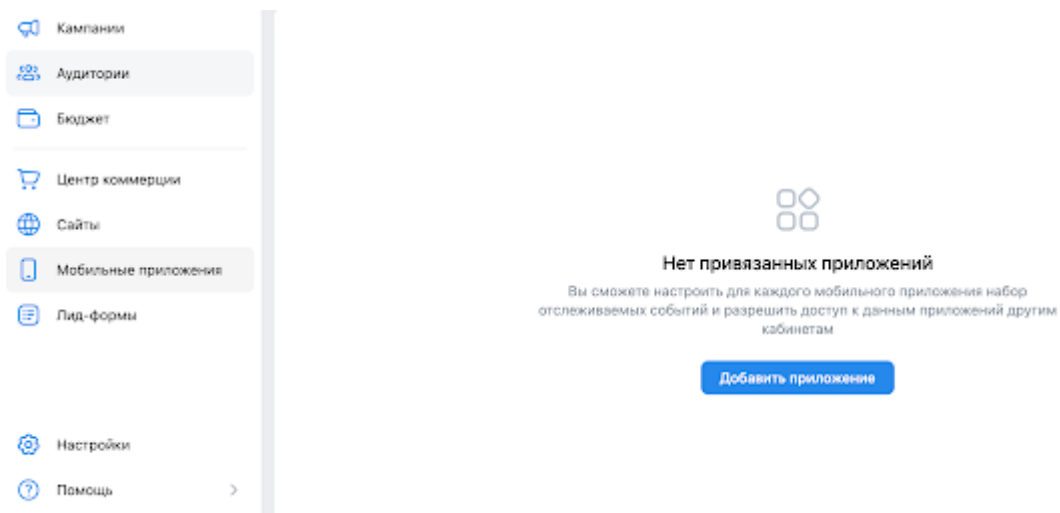 Кампании
Аудитории
Бюджет
Центр коммерции
Сайты
Мобильные приложения
Лид-формы
Настройки
Помощь
Нет привязанных приложений
Вы сможете настроить для каждого мобильного приложения набор
отслеживаемых событий и разрешить доступ к данным приложений другим
кабинетам
Добавить приложение